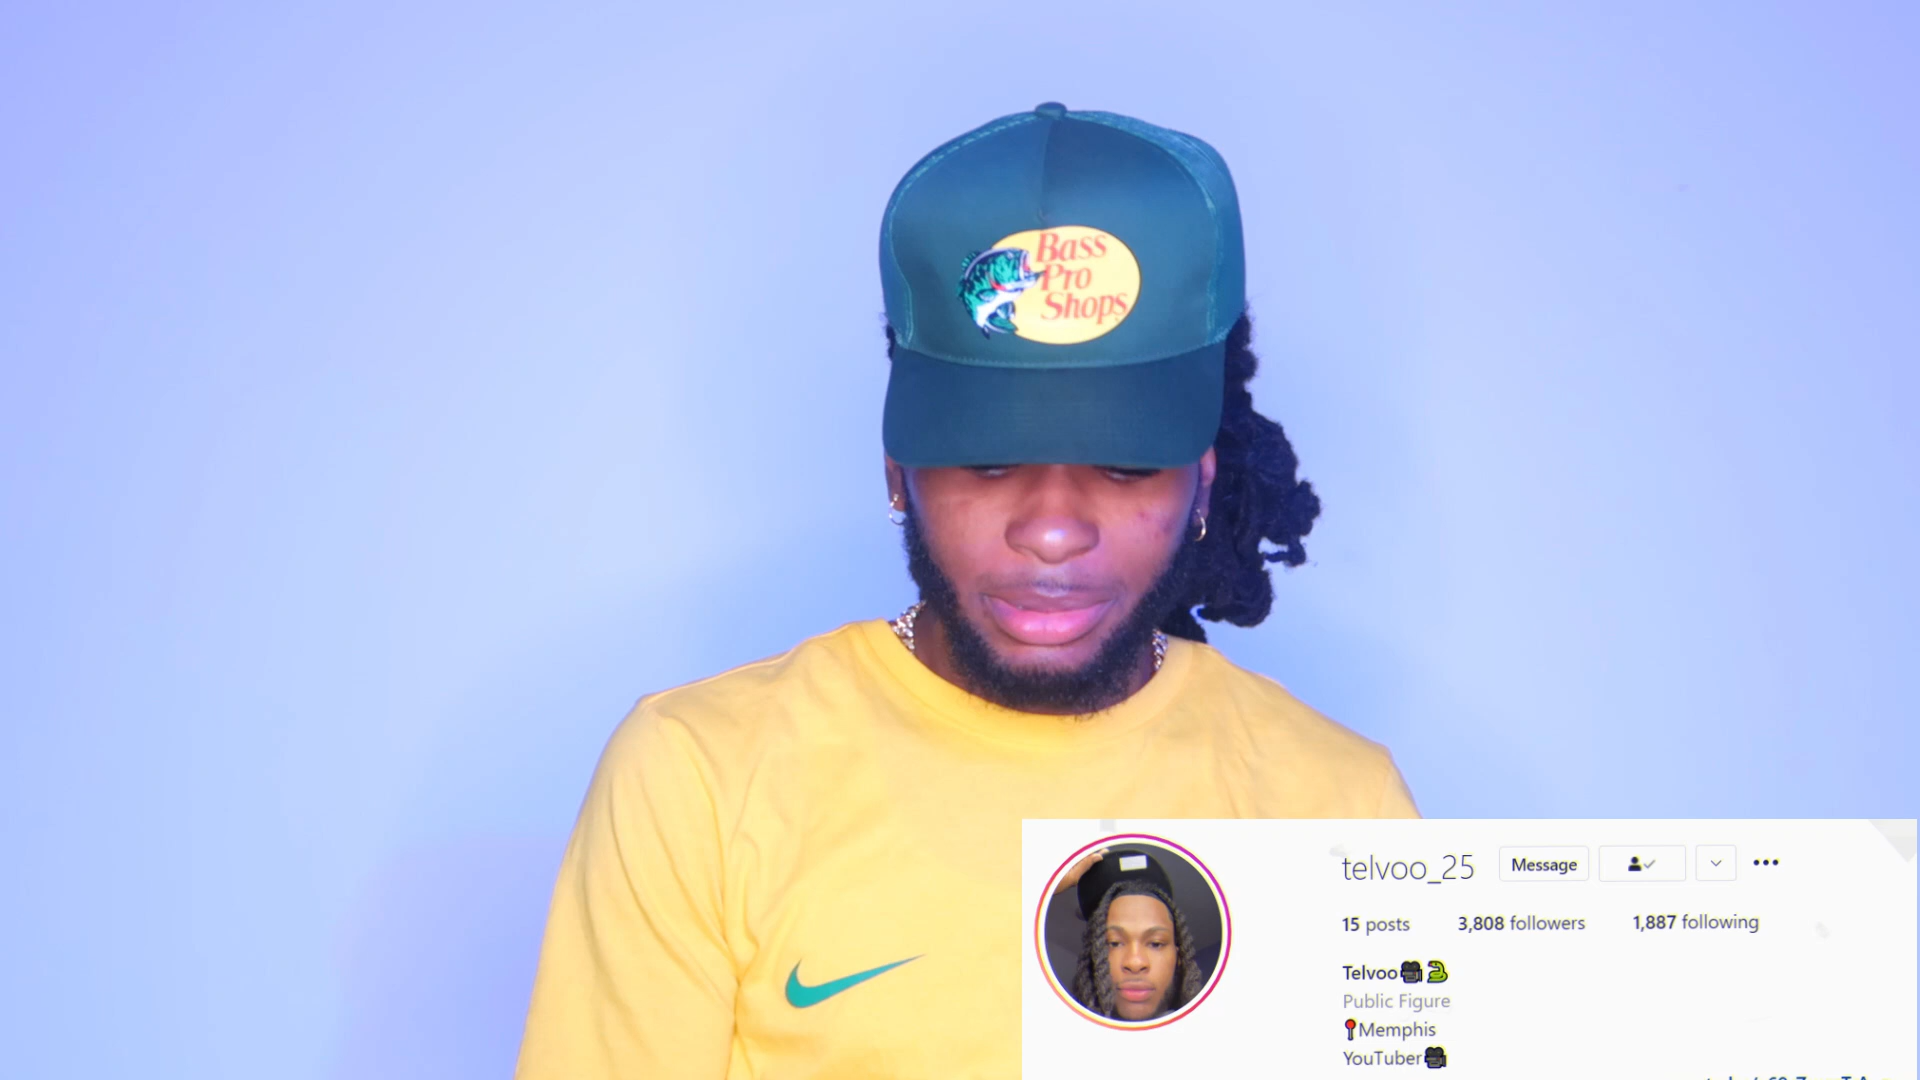 Bass
Pro
Shops
telvoo_25 Message
15 posts 3,808 followers 1,887 following
Telvoo🎥🐍
Public Figure
📍Memphis
YouTuber🎥